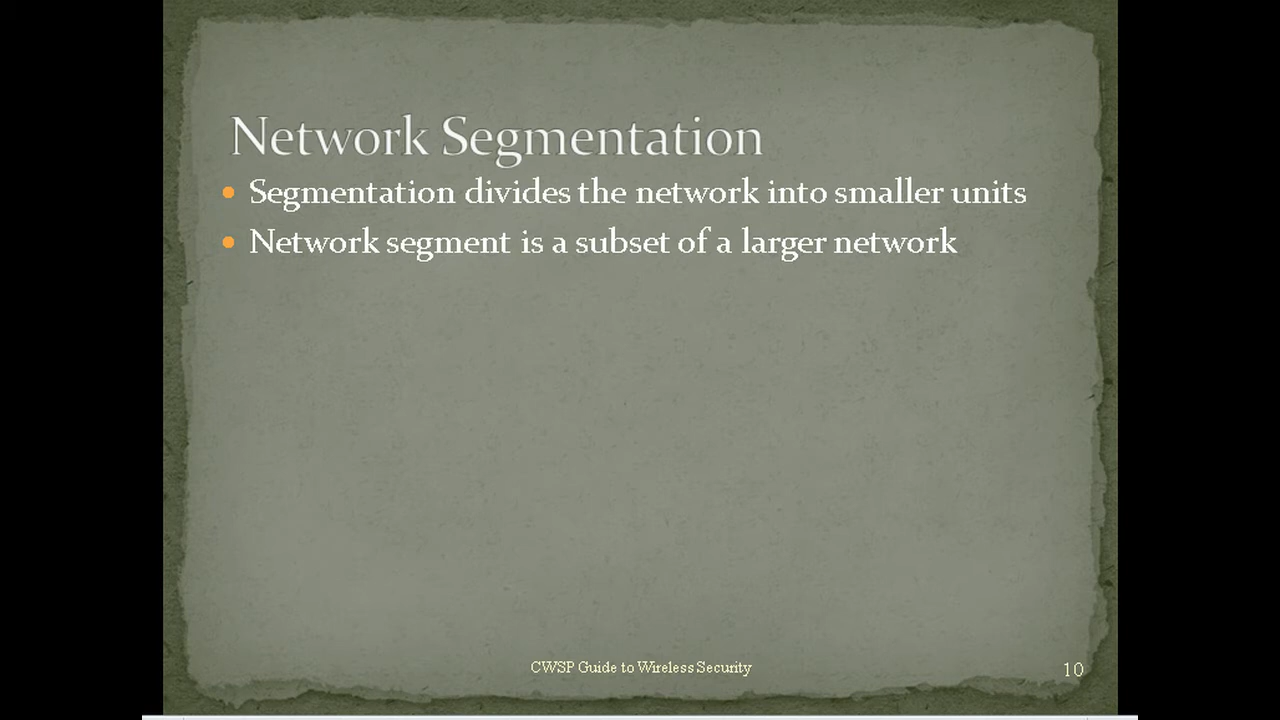 Network Segmentation
Segmentation divides the network into smaller units
Network segment is a subset of a larger network
CWSP Guide to Wireless Security
10